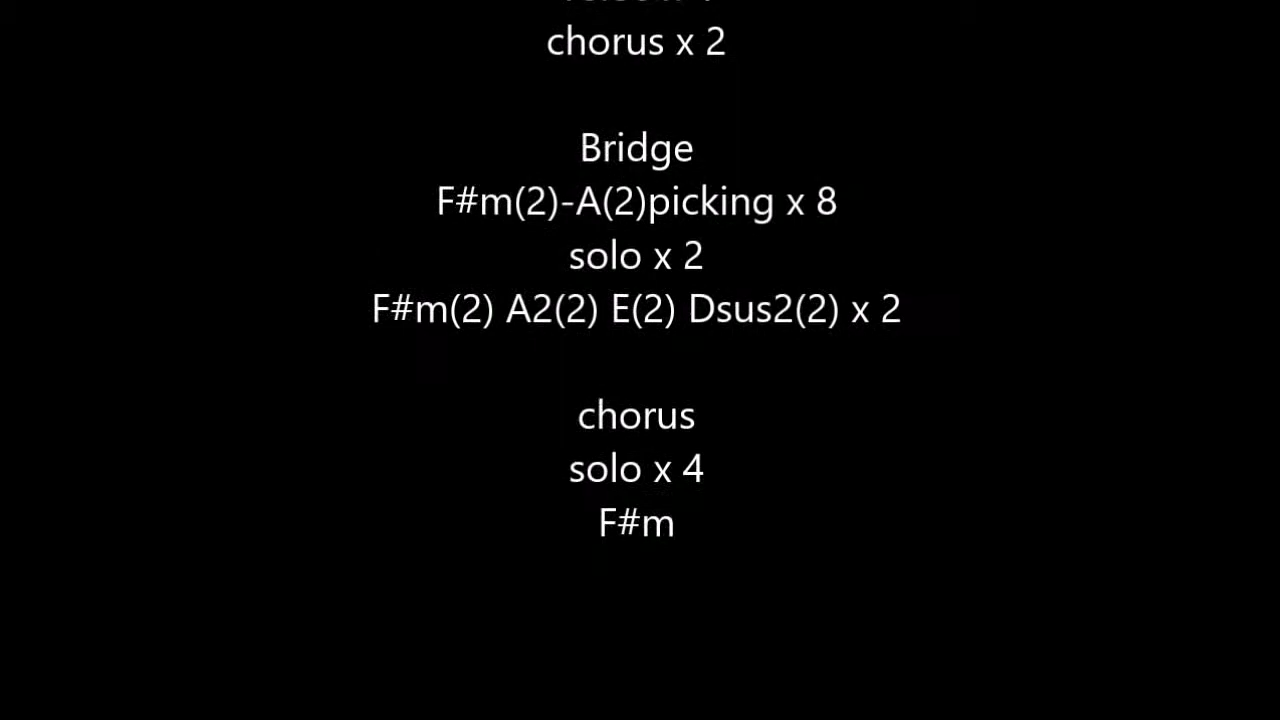 chorus x 2
Bridge
F#m(2)-A(2)picking x 8
solo x 2
F#m(2) A2(2) E(2) Dsus2(2) x 2
chorus
solo x 4
F#m